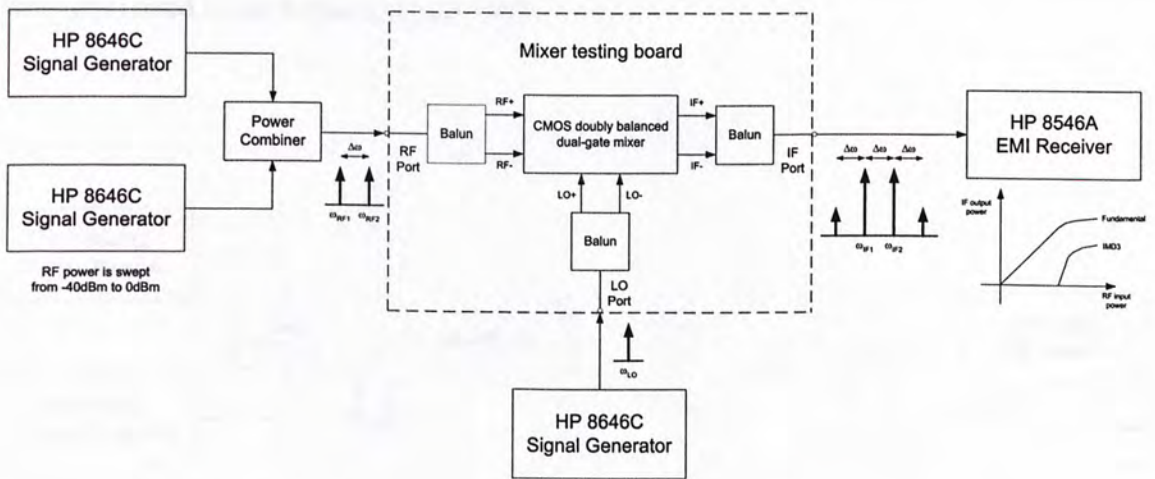 HP 8646C
Signal Generator
Power
Combiner
HP 8646C
Signal Generator
RF power is swept
from -40dBm to 0dBm
Δω
ωRF1 ωRF2
Mixer testing board
RF
Port
Balun
RF+
RF-
CMOS doubly balanced
dual-gate mixer
IF+
IF-
Balun
IF
Port
LO+
LO-
Balun
LO
Port
ωLO
HP 8646C
Signal Generator
Δω Δω Δω
ωIF1 ωIF2
HP 8546A
EMI Receiver
IF output
power
Fundamental
IMD3
RF input
power